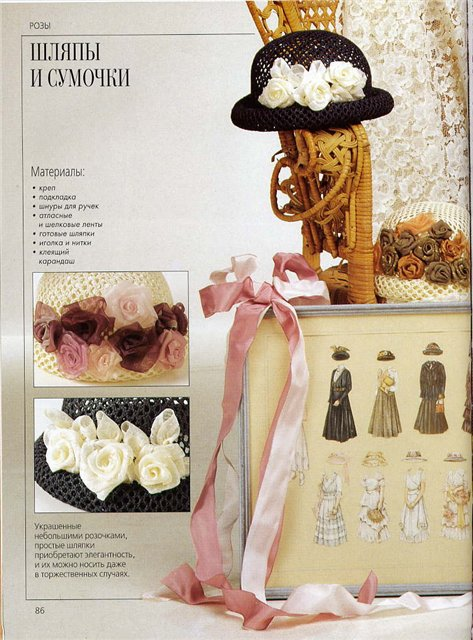 РОЗЫ
ШЛЯПЫ
И СУМОЧКИ
Материалы:
• креп
• подкладка
• шнуры для ручек
• атласные
и шелковые ленты
• готовые шляпки
• иголка и нитки
• клеящий
карандаш
Украшенные
небольшими розочками,
простые шляпки
приобретают элегантность,
и их можно носить даже
в торжественных случаях.
86